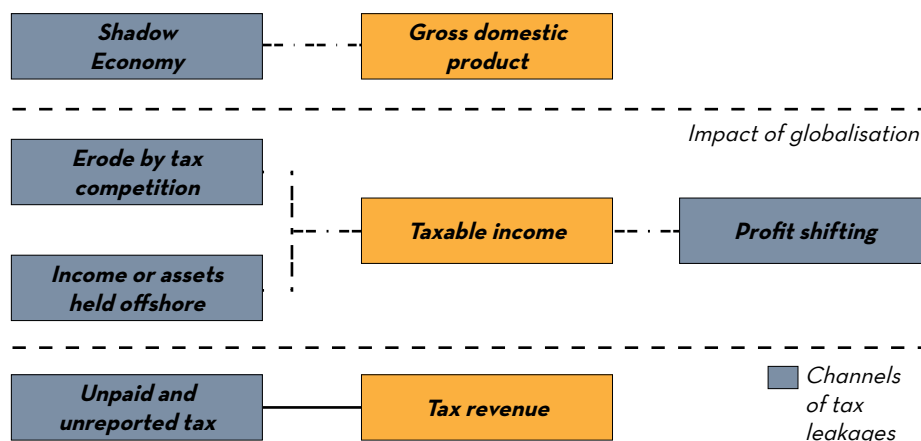 Shadow
Economy
Gross domestic
product
Impact of globalisation
Erode by tax
competition
Taxable income
Profit shifting
Income or assets
held offshore
Unpaid and
unreported tax
Tax revenue
Channels
of tax
leakages